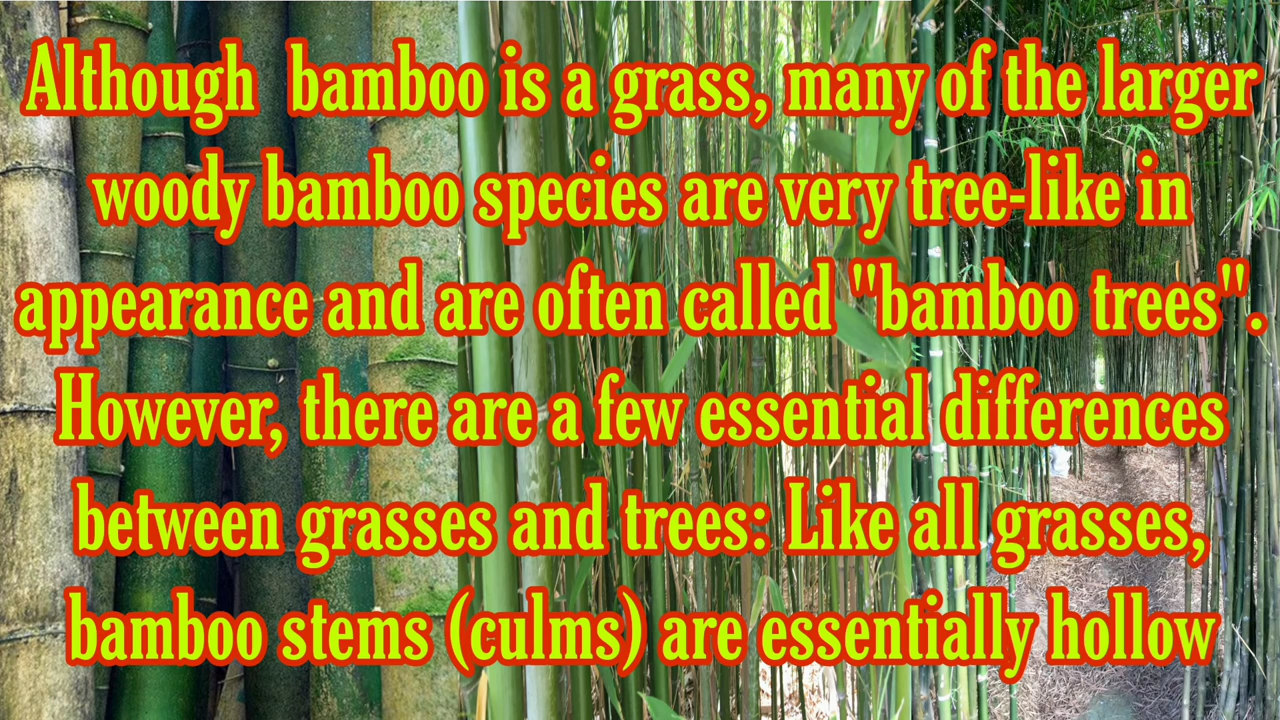 Although bamboo is a grass, many of the larger
woody bamboo species are very tree-like in
appearance and are often called "bamboo trees".
However, there are a few essential differences
between grasses and trees: Like all grasses,
bamboo stems (culms) are essentially hollow